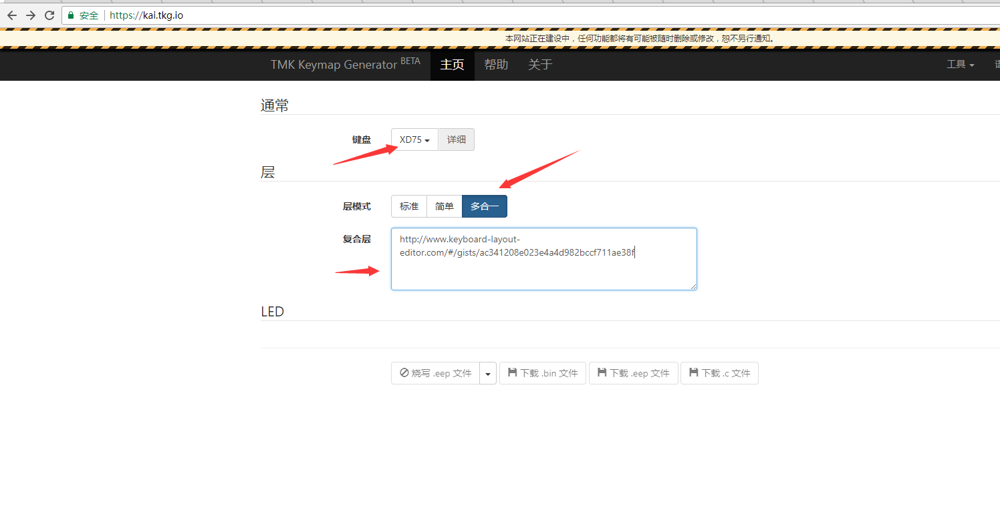 安全 https://kai.tkg.io
本网站正在建设中，任何功能都将有可能被随时删除或修改，恕不另行通知。
TMK Keymap Generator BETA 主页 帮助 关于 工具
通常
键盘 XD75 详细
层
层模式 标准 简单 多合一
复合层 http://www.keyboard-layout-
editor.com/#/gists/ac341208e023e4a4d982bccf711ae38f
LED
烧写 .eep 文件 下载 .bin 文件 下载 .eep 文件 下载 .c 文件